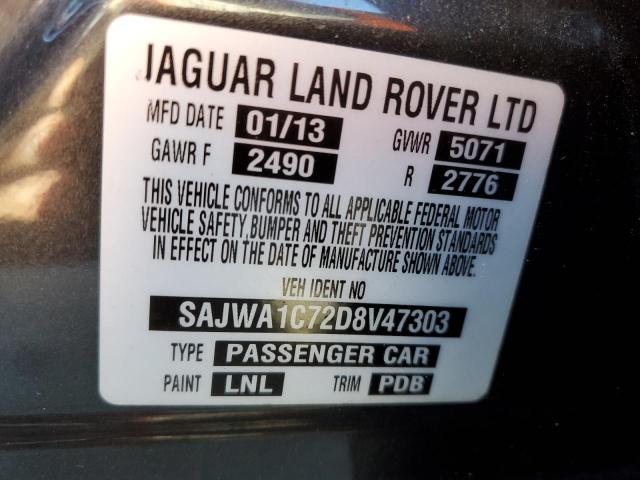 JAGUAR LAND ROVER LTD
MFD DATE 01/13 GVWR 5071
GAWR F 2490 R 2776
THIS VEHICLE CONFORMS TO ALL APPLICABLE FEDERAL MOTOR
VEHICLE SAFETY, BUMPER AND THEFT PREVENTION STANDARDS
IN EFFECT ON THE DATE OF MANUFACTURE SHOWN ABOVE.
VEH IDENT NO
SAJWA1C72D8V47303
TYPE PASSENGER CAR
PAINT LNL TRIM PDB